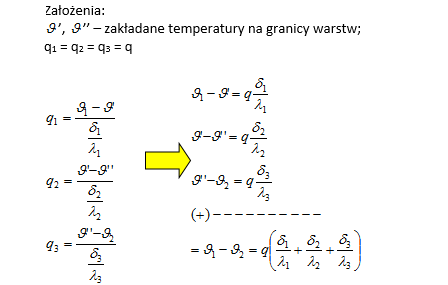 Założenia:
ϑ', ϑ'' – zakładane temperatury na granicy warstw;
q₁ = q₂ = q₃ = q
q₁ = (ϑ₁ – ϑ') / (δ₁/λ₁)
q₂ = (ϑ'–ϑ'') / (δ₂/λ₂)
q₃ = (ϑ''–ϑ₂) / (δ₃/λ₃)
ϑ₁ – ϑ' = q δ₁/λ₁
ϑ'–ϑ'' = q δ₂/λ₂
ϑ''–ϑ₂ = q δ₃/λ₃
(+) – – – – – – – – – –
= ϑ₁ – ϑ₂ = q(δ₁/λ₁ + δ₂/λ₂ + δ₃/λ₃)